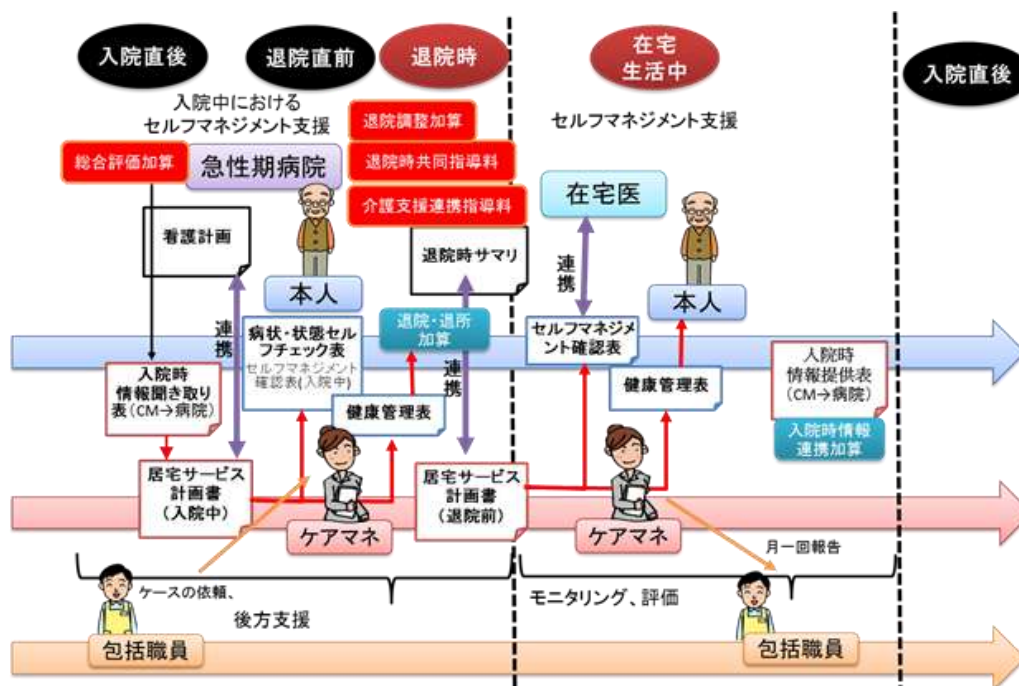 入院直後
退院直前
退院時
在宅
生活中
入院直後
入院中における
セルフマネジメント支援
セルフマネジメント支援
退院調整加算
退院時共同指導料
介護支援連携指導料
総合評価加算
急性期病院
在宅医
看護計画
退院時サマリ
連携
連携
連携
本人
本人
退院・退所
加算
病状・状態セル
フチェック表
セルフマネジメント
確認表(入院中)
セルフマネジメ
ント確認表
入院時
情報聞き取り
表(CM→病院)
健康管理表
健康管理表
入院時
情報提供表
(CM→病院)
入院時情報
連携加算
居宅サービス
計画書
(入院中)
居宅サービス
計画書
(退院前)
ケアマネ
ケアマネ
月一回報告
ケースの依頼、
後方支援
モニタリング、評価
包括職員
包括職員